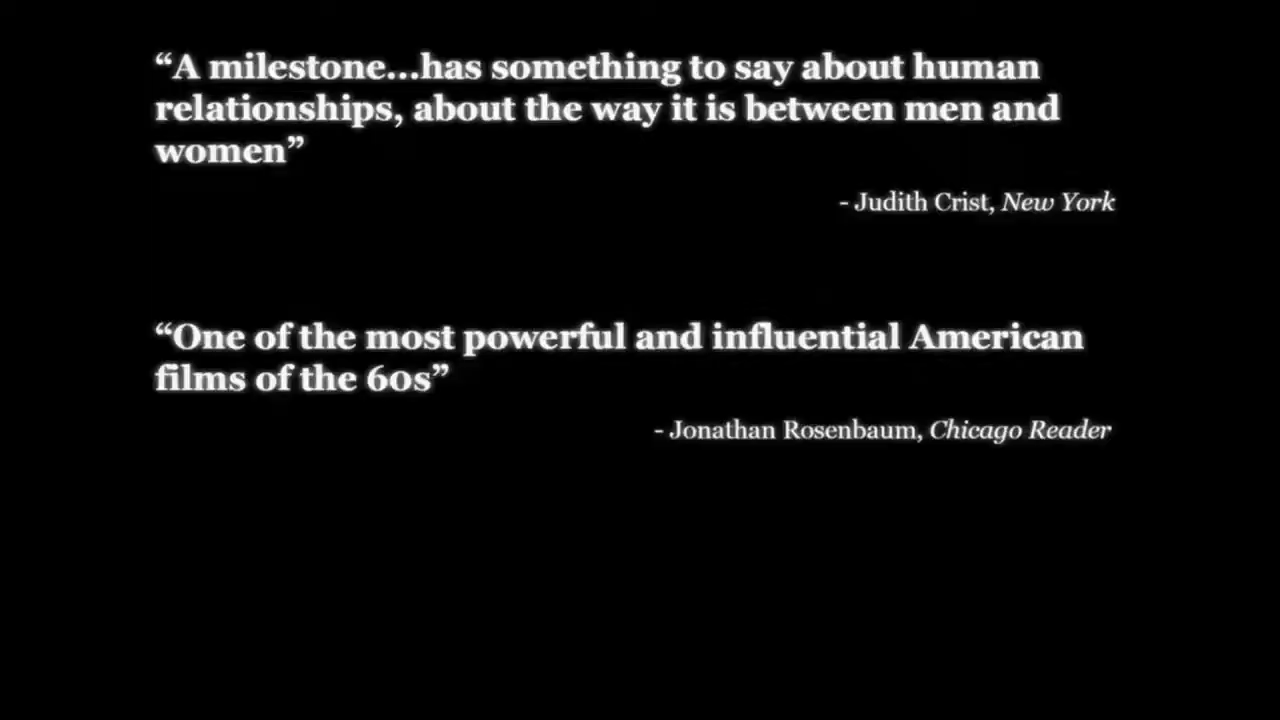 “A milestone...has something to say about human
relationships, about the way it is between men and
women”
- Judith Crist, New York
“One of the most powerful and influential American
films of the 60s”
- Jonathan Rosenbaum, Chicago Reader